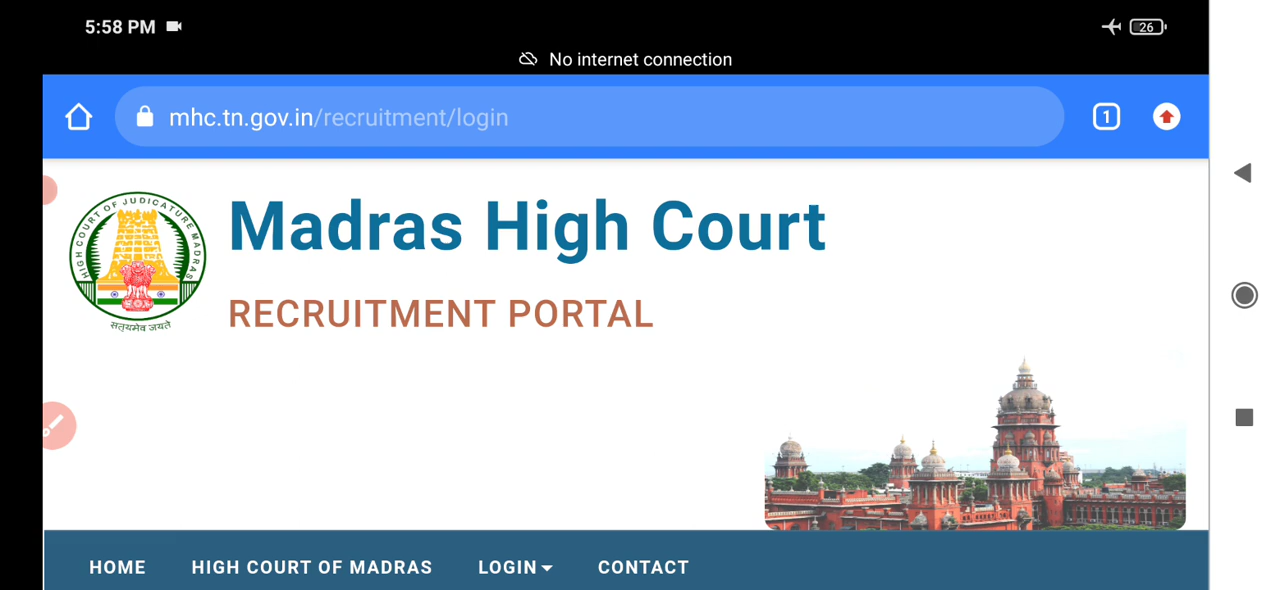 5:58 PM
26
No internet connection
mhc.tn.gov.in/recruitment/login
1
HIGH COURT OF JUDICATURE MADRAS
सत्यमेव जयते
Madras High Court
RECRUITMENT PORTAL
HOME HIGH COURT OF MADRAS LOGIN CONTACT